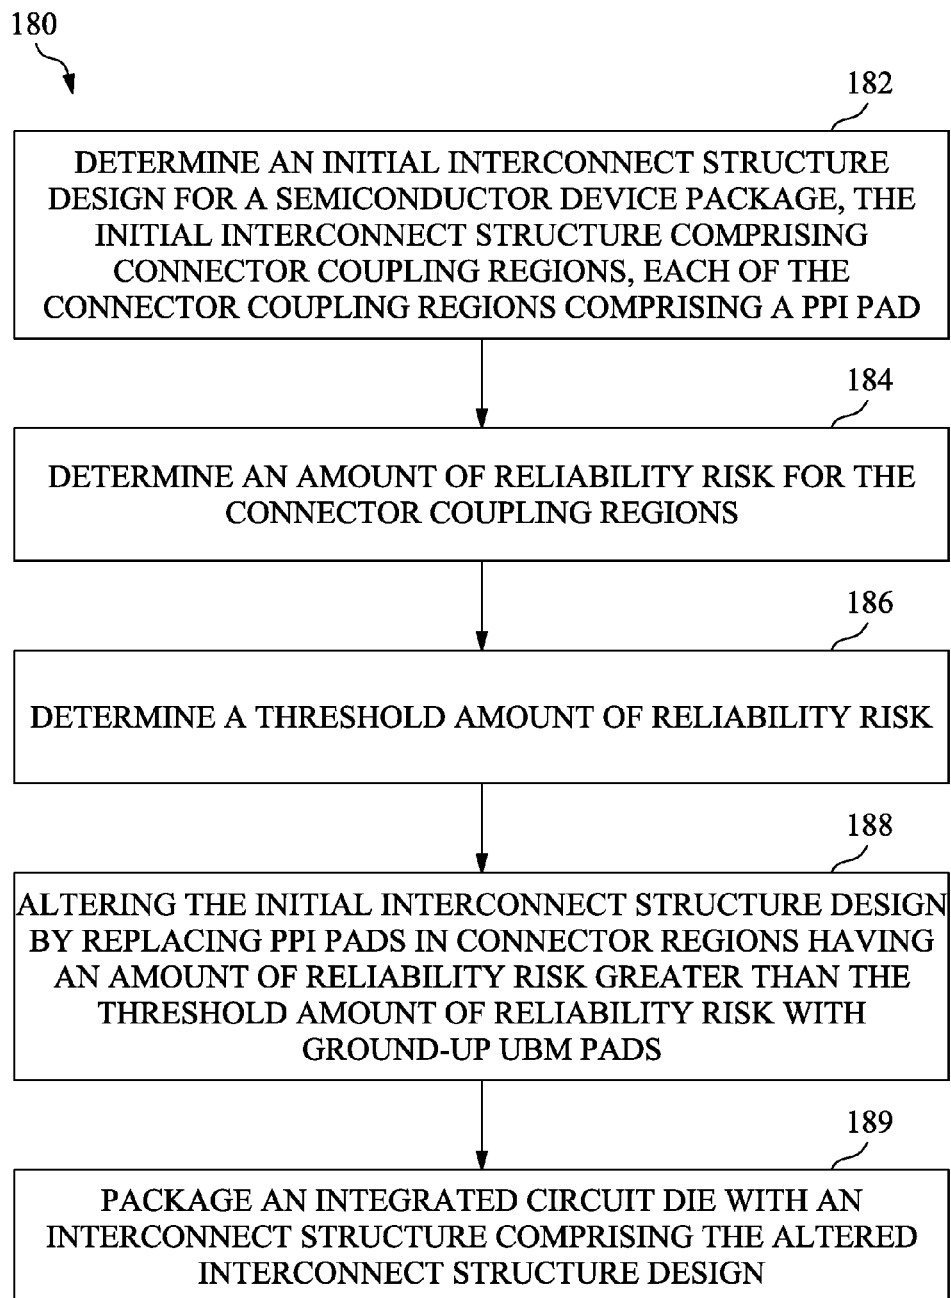 180
182
DETERMINE AN INITIAL INTERCONNECT STRUCTURE
DESIGN FOR A SEMICONDUCTOR DEVICE PACKAGE, THE
INITIAL INTERCONNECT STRUCTURE COMPRISING
CONNECTOR COUPLING REGIONS, EACH OF THE
CONNECTOR COUPLING REGIONS COMPRISING A PPI PAD
184
DETERMINE AN AMOUNT OF RELIABILITY RISK FOR THE
CONNECTOR COUPLING REGIONS
186
DETERMINE A THRESHOLD AMOUNT OF RELIABILITY RISK
188
ALTERING THE INITIAL INTERCONNECT STRUCTURE DESIGN
BY REPLACING PPI PADS IN CONNECTOR REGIONS HAVING
AN AMOUNT OF RELIABILITY RISK GREATER THAN THE
THRESHOLD AMOUNT OF RELIABILITY RISK WITH
GROUND-UP UBM PADS
189
PACKAGE AN INTEGRATED CIRCUIT DIE WITH AN
INTERCONNECT STRUCTURE COMPRISING THE ALTERED
INTERCONNECT STRUCTURE DESIGN